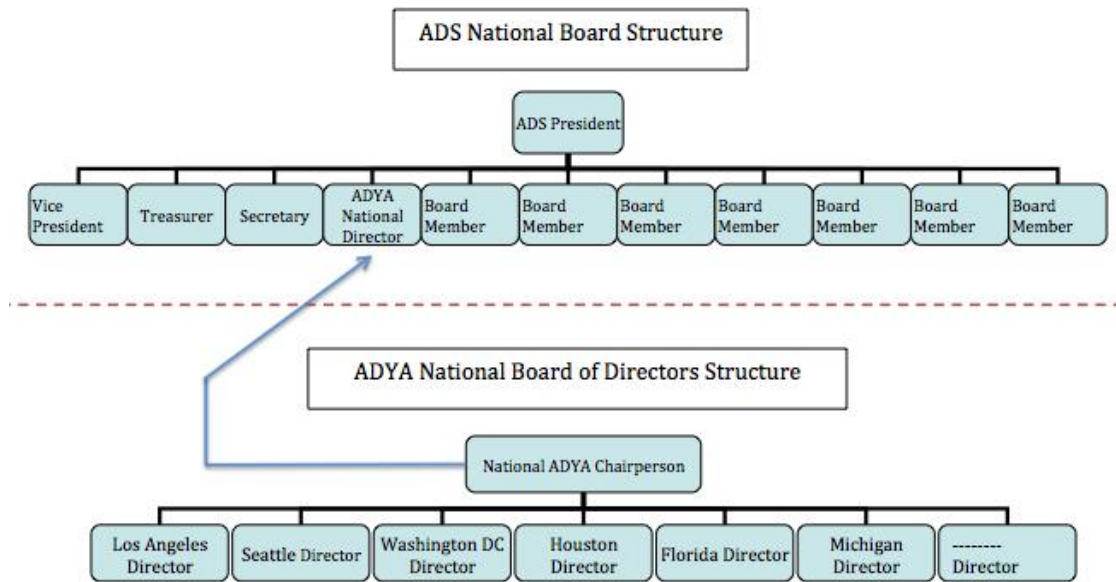 ADS National Board Structure
ADS President
Vice
President
Treasurer
Secretary
ADYA
National
Director
Board
Member
Board
Member
Board
Member
Board
Member
Board
Member
Board
Member
Board
Member
ADYA National Board of Directors Structure
National ADYA Chairperson
Los Angeles
Director
Seattle Director
Washington DC
Director
Houston
Director
Florida Director
Michigan
Director
--------
Director